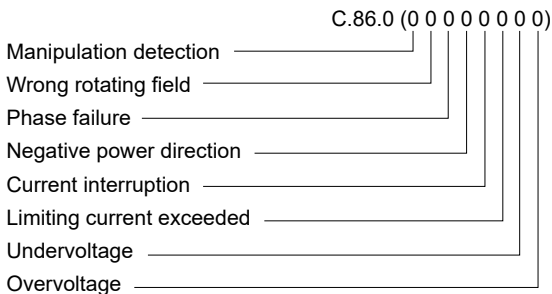 C.86.0 (0 0 0 0 0 0 0 0)
Manipulation detection
Wrong rotating field
Phase failure
Negative power direction
Current interruption
Limiting current exceeded
Undervoltage
Overvoltage